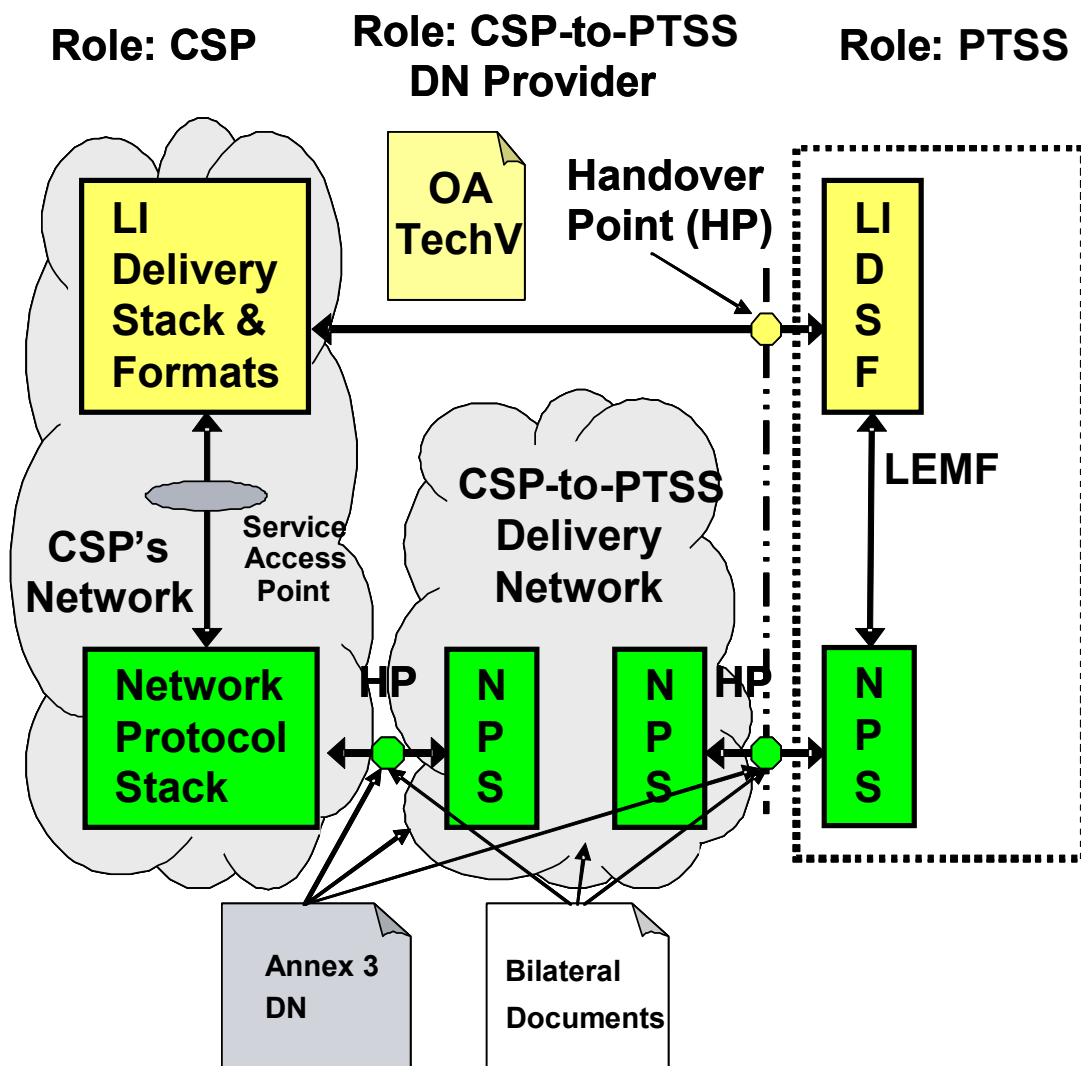 Role: CSP
Role: CSP-to-PTSS
DN Provider
Role: PTSS
OA
TechV
Handover
Point (HP)
LI
Delivery
Stack &
Formats
LI
D
S
F
CSP-to-PTSS
Delivery
Network
LEMF
CSP's
Network
Service
Access
Point
Network
Protocol
Stack
HP
N
P
S
N
P
S
HP
N
P
S
Annex 3
DN
Bilateral
Documents